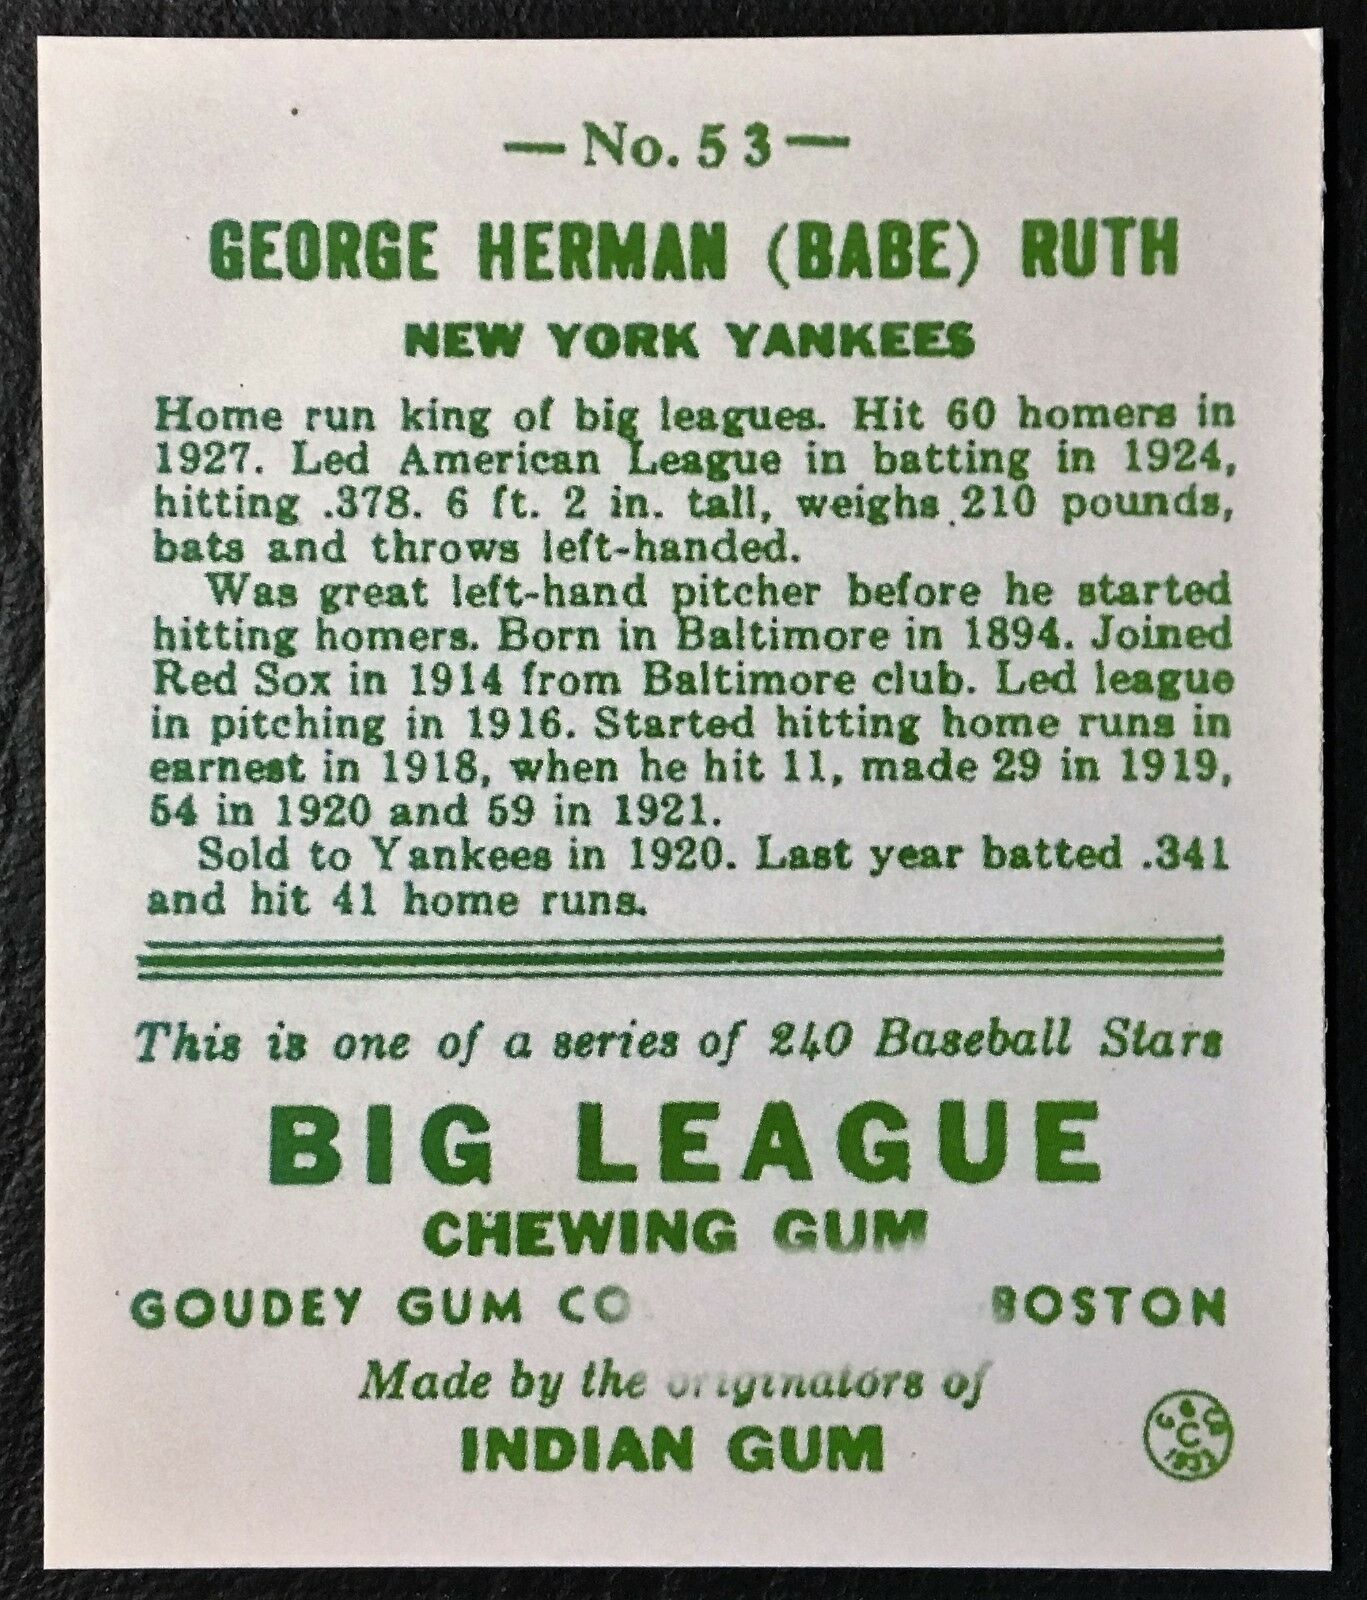 — No. 53 —
GEORGE HERMAN (BABE) RUTH
NEW YORK YANKEES
Home run king of big leagues. Hit 60 homers in
1927. Led American League in batting in 1924,
hitting .378. 6 ft. 2 in. tall, weighs 210 pounds,
bats and throws left-handed.
Was great left-hand pitcher before he started
hitting homers. Born in Baltimore in 1894. Joined
Red Sox in 1914 from Baltimore club. Led league
in pitching in 1916. Started hitting home runs in
earnest in 1918, when he hit 11, made 29 in 1919,
54 in 1920 and 59 in 1921.
Sold to Yankees in 1920. Last year batted .341
and hit 41 home runs.
This is one of a series of 240 Baseball Stars
BIG LEAGUE
CHEWING GUM
GOUDEY GUM CO BOSTON
Made by the originators of
INDIAN GUM
C